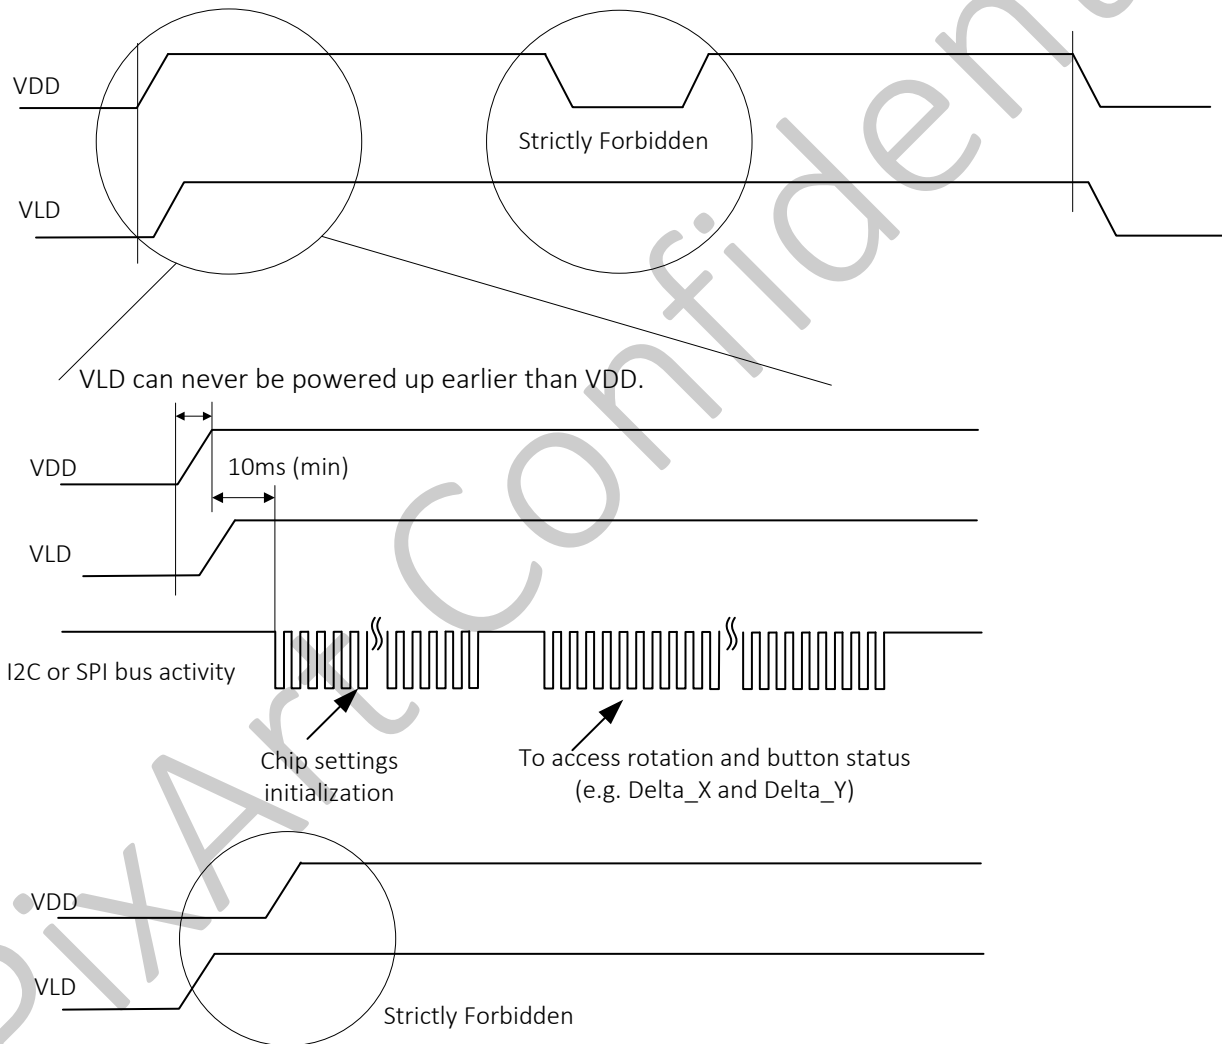 VDD
Strictly Forbidden
VLD
VLD can never be powered up earlier than VDD.
VDD
10ms (min)
VLD
I2C or SPI bus activity
Chip settings
initialization
To access rotation and button status
(e.g. Delta_X and Delta_Y)
VDD
VLD
Strictly Forbidden
PixArt Confident